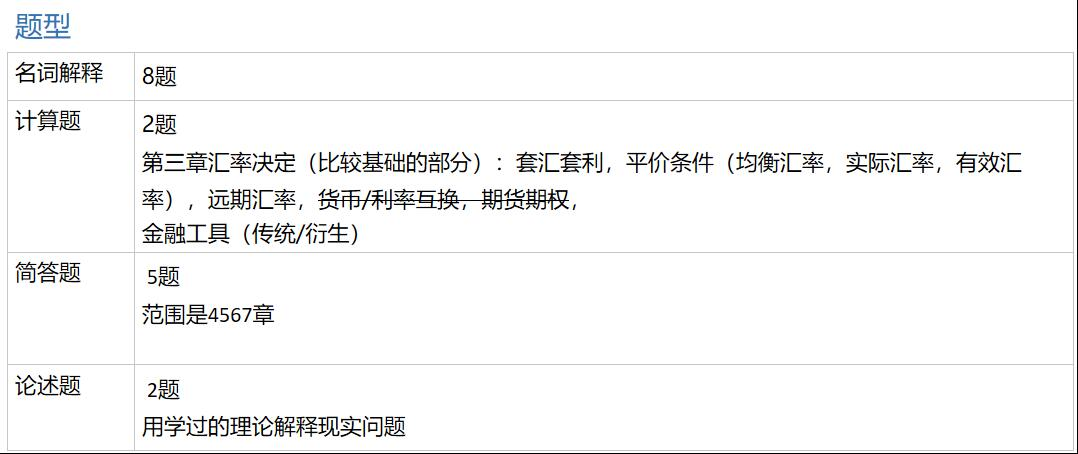 题型
名词解释
8题
计算题
2题
第三章汇率决定（比较基础的部分）：套汇套利，平价条件（均衡汇率，实际汇率，有效汇
率），远期汇率，货币/利率互换，期货期权，
金融工具（传统/衍生）
简答题
5题
范围是4567章
论述题
2题
用学过的理论解释现实问题